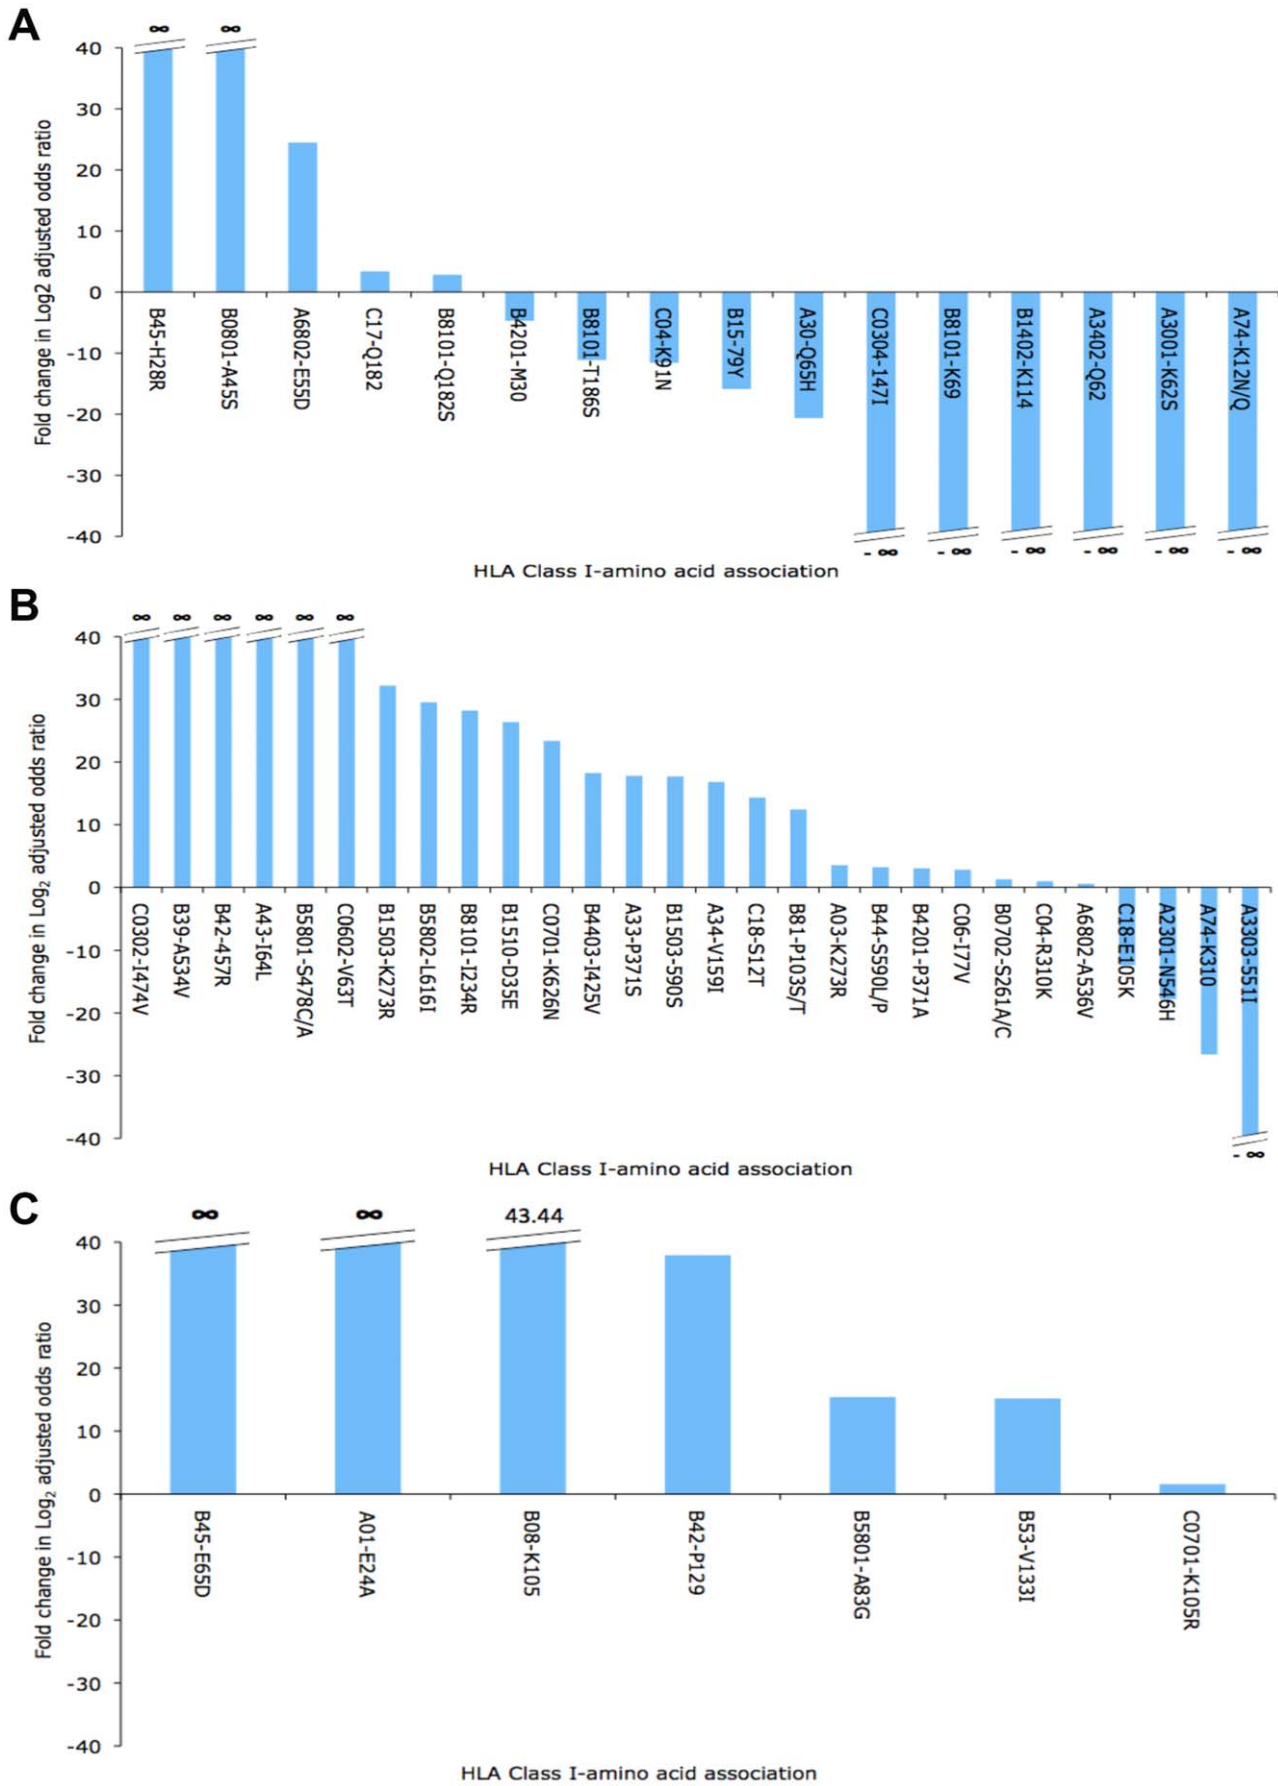 A
∞ ∞
Fold change in Log2 adjusted odds ratio
40
30
20
10
0
-10
-20
-30
-40
B45-H28R
B0801-A45S
A6802-E55D
C17-Q182
B8101-Q182S
B4201-M30
B8101-T186S
C04-K91N
B15-79Y
A30-Q65H
C0304-147I
B8101-K69
B1402-K114
A3402-Q62
A3001-K62S
A74-K12N/Q
- ∞ - ∞ - ∞ - ∞ - ∞ - ∞
HLA Class I-amino acid association
B
∞ ∞ ∞ ∞ ∞ ∞
Fold change in Log₂ adjusted odds ratio
40
30
20
10
0
-10
-20
-30
-40
C0302-I474V
B39-A534V
B42-457R
A43-I64L
B5801-S478C/A
C0602-V63T
B1503-K273R
B5802-L616I
B8101-I234R
B1510-D35E
C0701-K626N
B4403-I425V
A33-P371S
B1503-590S
A34-V159I
C18-S12T
B81-P103S/T
A03-K273R
B44-S590L/P
B4201-P371A
C06-I77V
B0702-S261A/C
C04-R310K
A6802-A536V
C18-E105K
A2301-N546H
A74-K310
A3303-551I
- ∞
HLA Class I-amino acid association
C
∞ ∞ 43.44
Fold change in Log₂ adjusted odds ratio
40
30
20
10
0
-10
-20
-30
-40
B45-E65D
A01-E24A
B08-K105
B42-P129
B5801-A83G
B53-V133I
C0701-K105R
HLA Class I-amino acid association